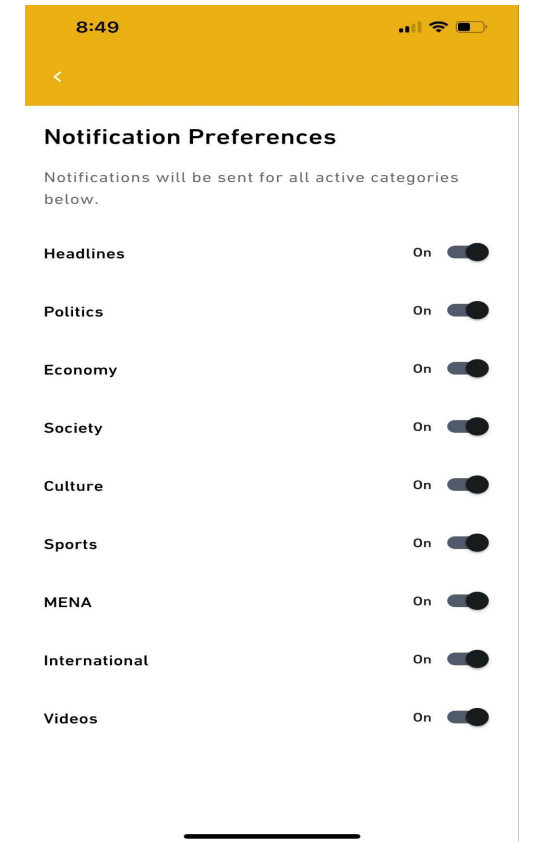 8:49
Notification Preferences
Notifications will be sent for all active categories
below.
Headlines On
Politics On
Economy On
Society On
Culture On
Sports On
MENA On
International On
Videos On